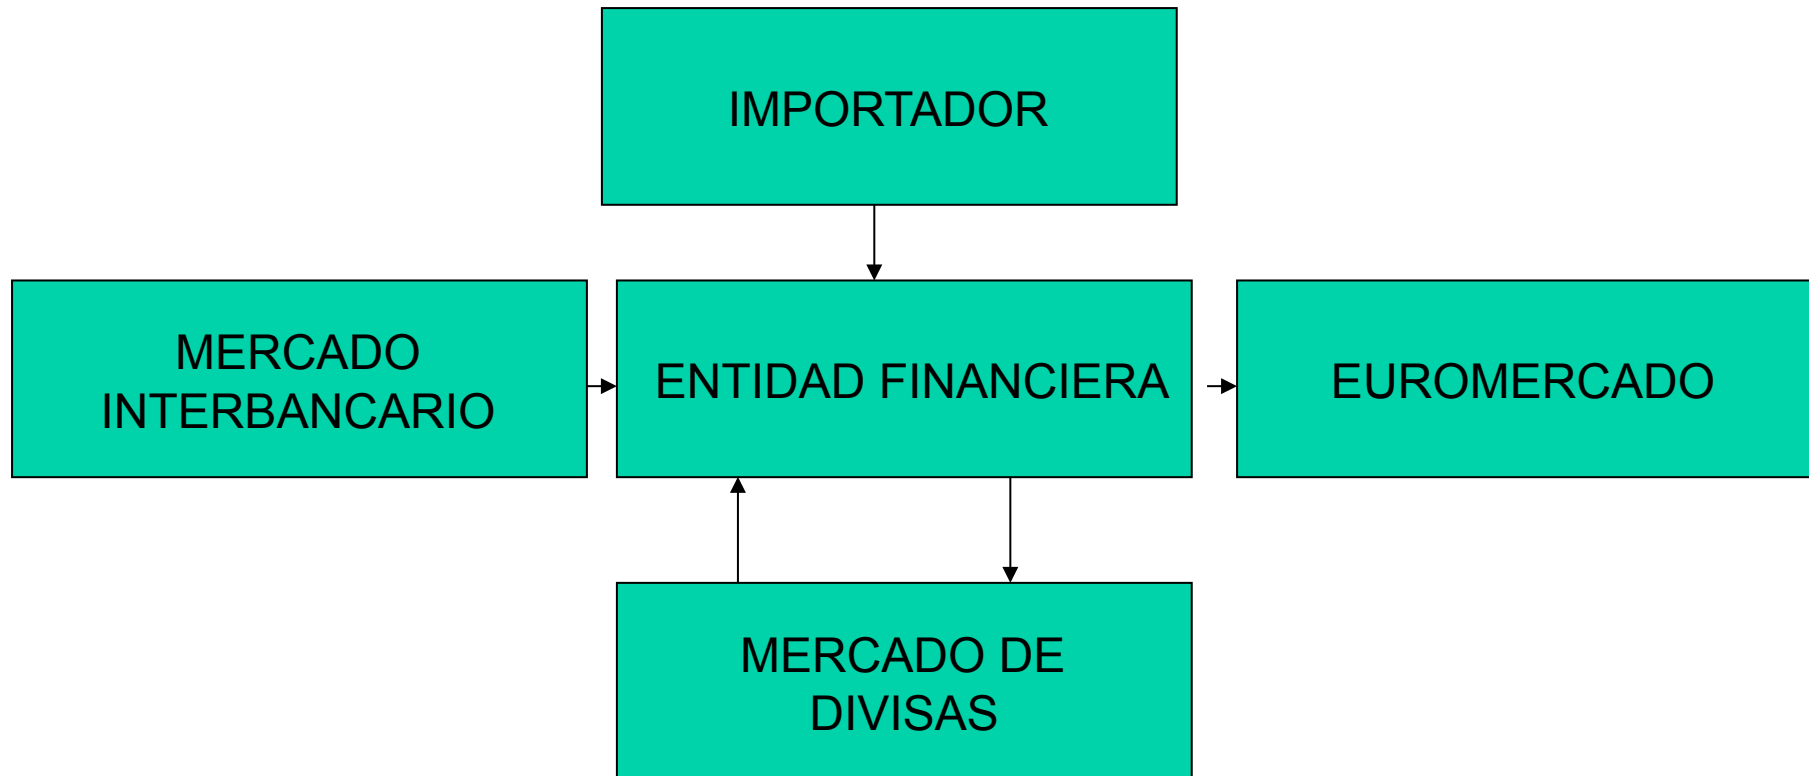 IMPORTADOR
MERCADO
INTERBANCARIO
ENTIDAD FINANCIERA
EUROMERCADO
MERCADO DE
DIVISAS